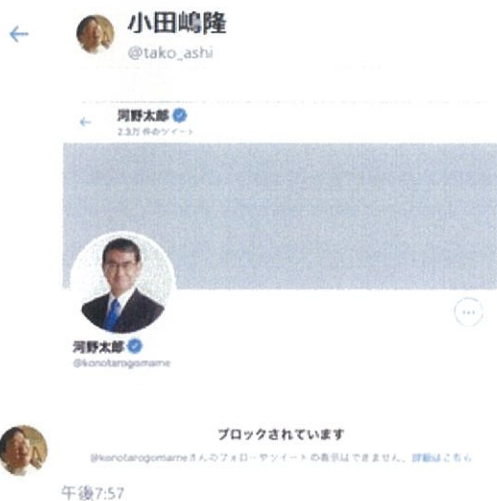 小田嶋隆
@tako_ashi
河野太郎
2.3万 件のツイート
河野太郎
@konotarogomame
ブロックされています
@konotarogomameさんのフォローやツイートの表示はできません。詳細はこちら
午後7:57